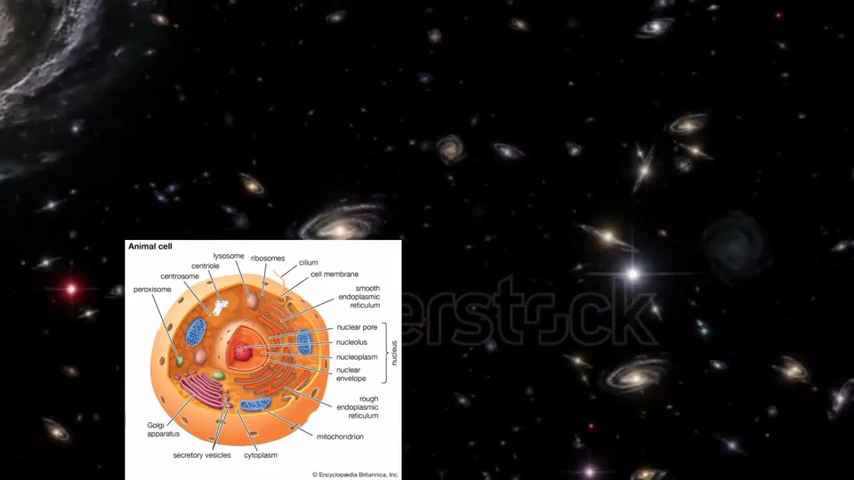 Animal cell
lysosome
ribosomes
cilium
centriole
cell membrane
centrosome
smooth
endoplasmic
reticulum
peroxisome
nuclear pore
nucleolus
nucleoplasm
nuclear
envelope
nucleus
rough
endoplasmic
reticulum
Golgi
apparatus
mitochondrion
secretory vesicles
cytoplasm
© Encyclopædia Britannica, Inc.
erstock